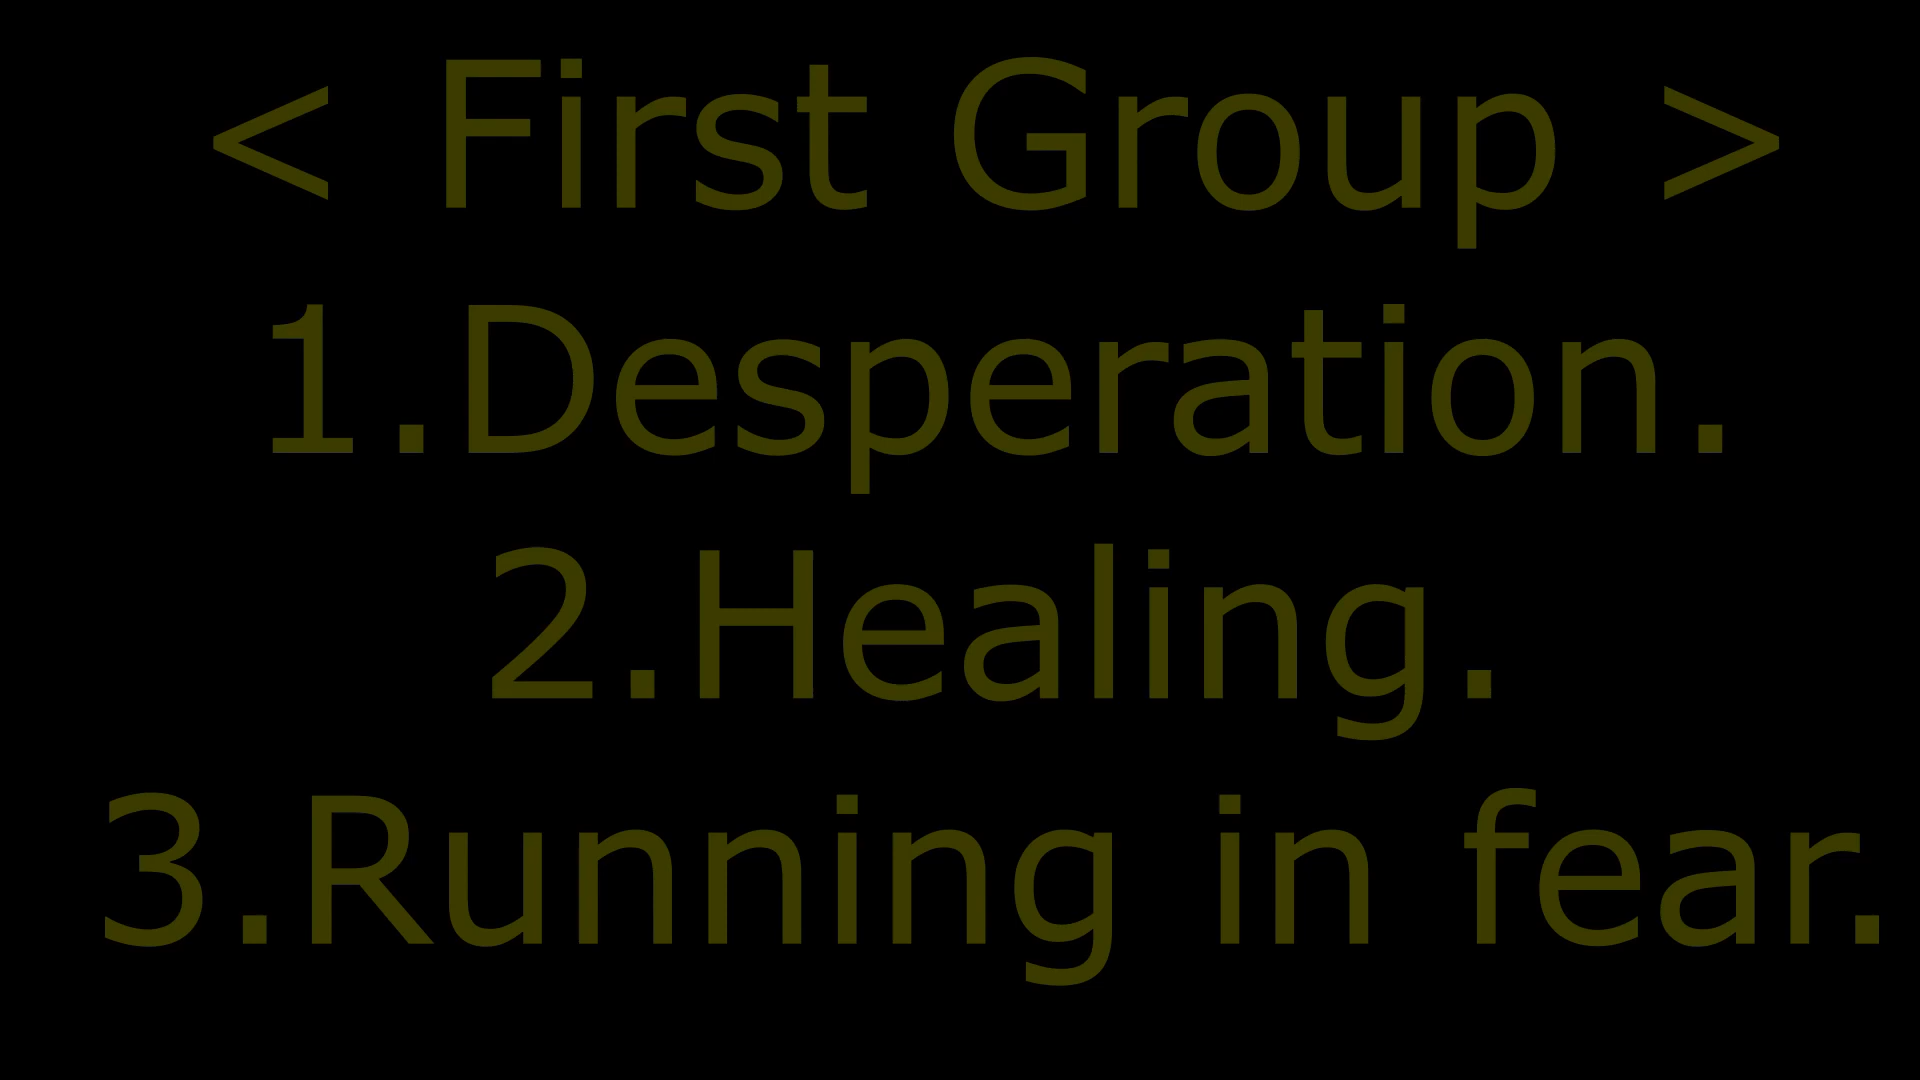 < First Group >
1.Desperation.
2.Healing.
3.Running in fear.